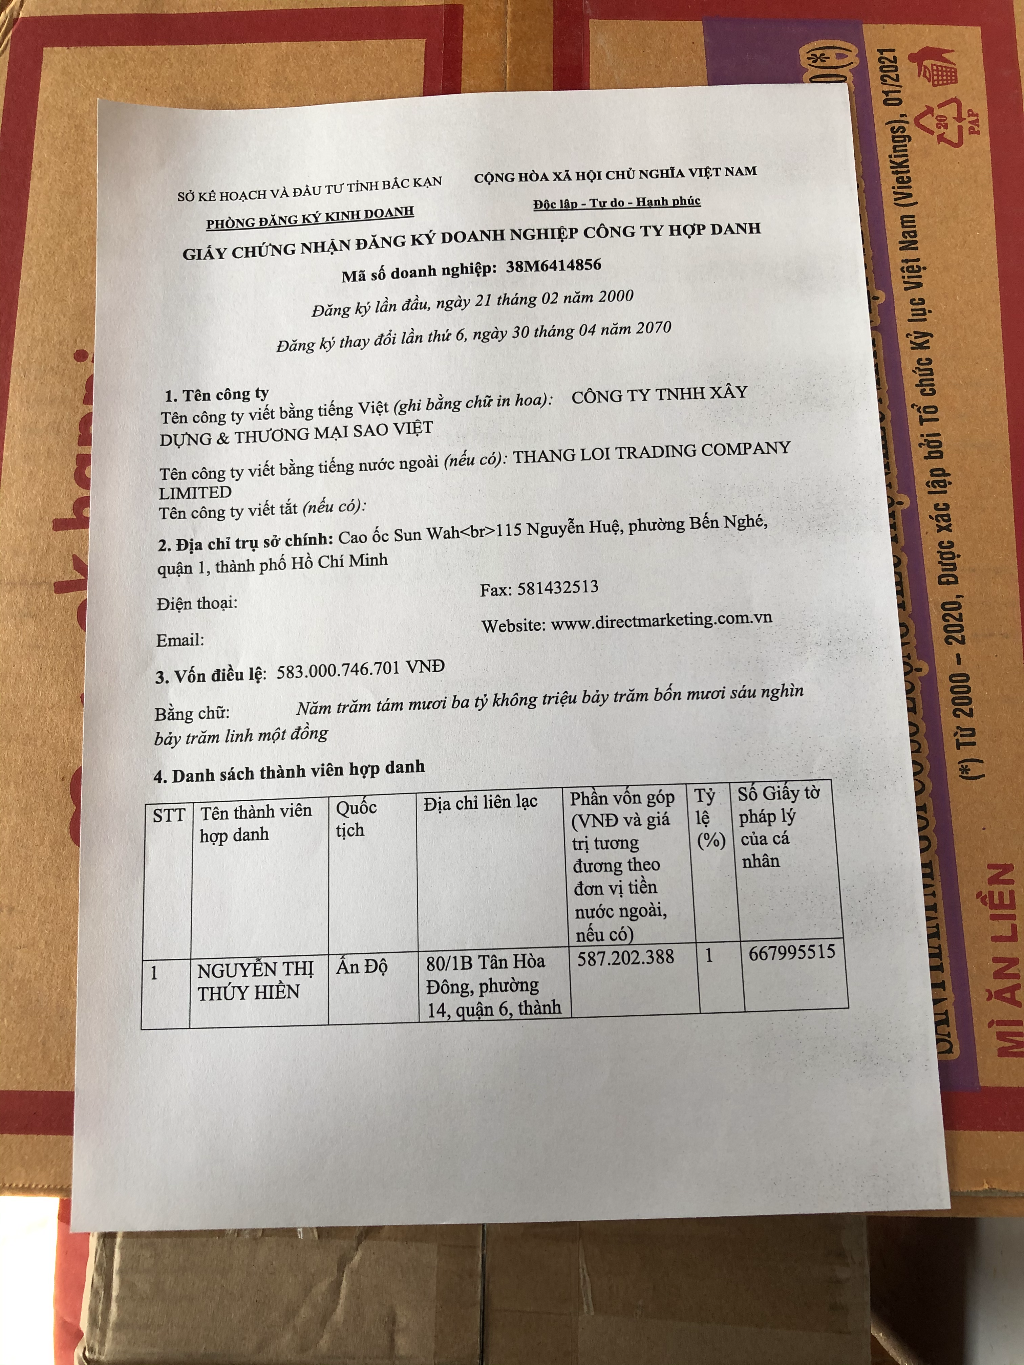 SỞ KẾ HOẠCH VÀ ĐẦU TƯ TỈNH BẮC KẠN
PHÒNG ĐĂNG KÝ KINH DOANH
CỘNG HÒA XÃ HỘI CHỦ NGHĨA VIỆT NAM
Độc lập - Tự do - Hạnh phúc
GIẤY CHỨNG NHẬN ĐĂNG KÝ DOANH NGHIỆP CÔNG TY HỢP DANH
Mã số doanh nghiệp: 38M6414856
Đăng ký lần đầu, ngày 21 tháng 02 năm 2000
Đăng ký thay đổi lần thứ 6, ngày 30 tháng 04 năm 2070
1. Tên công ty
Tên công ty viết bằng tiếng Việt (ghi bằng chữ in hoa): CÔNG TY TNHH XÂY
DỰNG & THƯƠNG MẠI SAO VIỆT
Tên công ty viết bằng tiếng nước ngoài (nếu có): THANG LOI TRADING COMPANY
LIMITED
Tên công ty viết tắt (nếu có):
2. Địa chỉ trụ sở chính: Cao ốc Sun Wah<br>115 Nguyễn Huệ, phường Bến Nghé,
quận 1, thành phố Hồ Chí Minh
Điện thoại:
Fax: 581432513
Email:
Website: www.directmarketing.com.vn
3. Vốn điều lệ: 583.000.746.701 VNĐ
Bằng chữ: Năm trăm tám mươi ba tỷ không triệu bảy trăm bốn mươi sáu nghìn
bảy trăm linh một đồng
4. Danh sách thành viên hợp danh
STT
Tên thành viên
hợp danh
Quốc
tịch
Địa chỉ liên lạc
Phần vốn góp
(VNĐ và giá
trị tương
đương theo
đơn vị tiền
nước ngoài,
nếu có)
Tỷ
lệ
(%)
Số Giấy tờ
pháp lý
của cá
nhân
1
NGUYỄN THỊ
THÚY HIỀN
Ấn Độ
80/1B Tân Hòa
Đông, phường
14, quận 6, thành
587.202.388
1
667995515
(*) Từ 2000 – 2020, Được xác lập bởi Tổ chức Kỷ lục Việt Nam (VietKings), 01/2021
MÌ ĂN LIỀN
20
PAP